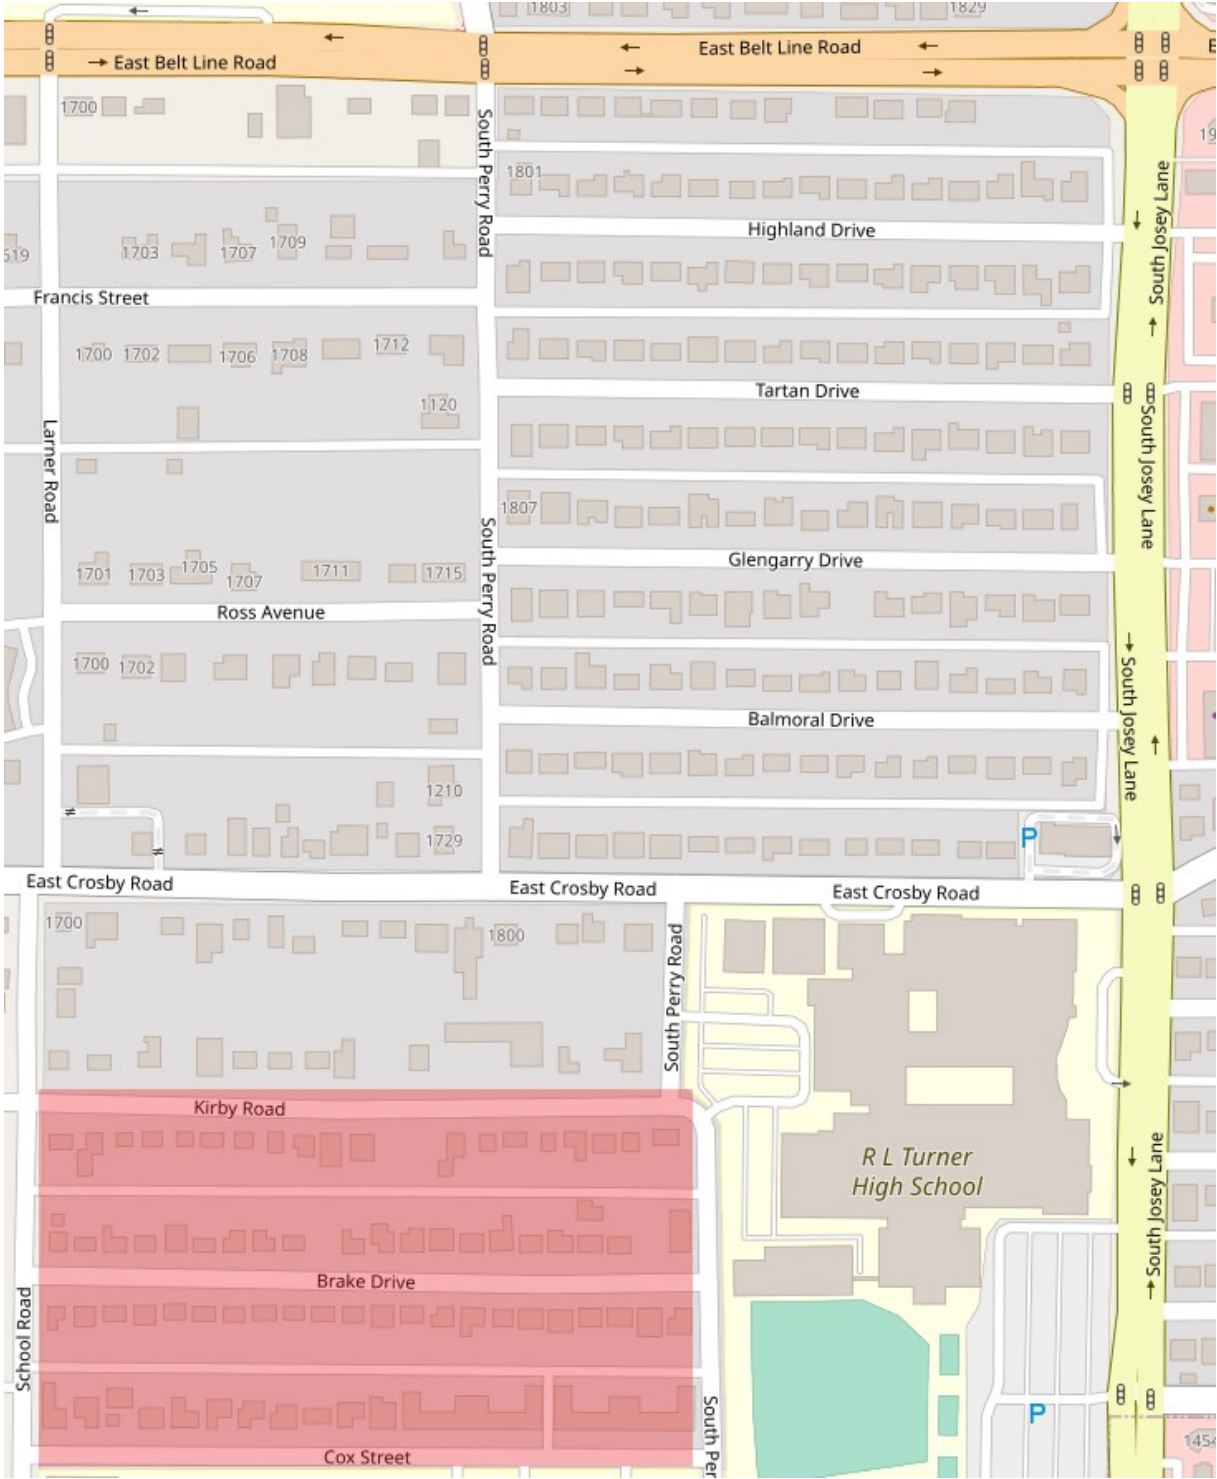 1803
1829
East Belt Line Road
East Belt Line Road
1700
South Perry Road
1801
South Josey Lane
Highland Drive
1703
1707
1709
619
Francis Street
1700
1702
1706
1708
1712
1120
Tartan Drive
South Josey Lane
Larner Road
1807
South Perry Road
Glengarry Drive
1701
1703
1705
1707
1711
1715
Ross Avenue
1700
1702
Balmoral Drive
South Josey Lane
1210
1729
P
East Crosby Road
East Crosby Road
East Crosby Road
1700
1800
South Perry Road
Kirby Road
R L Turner
High School
South Josey Lane
Brake Drive
School Road
South Per
P
1454
Cox Street